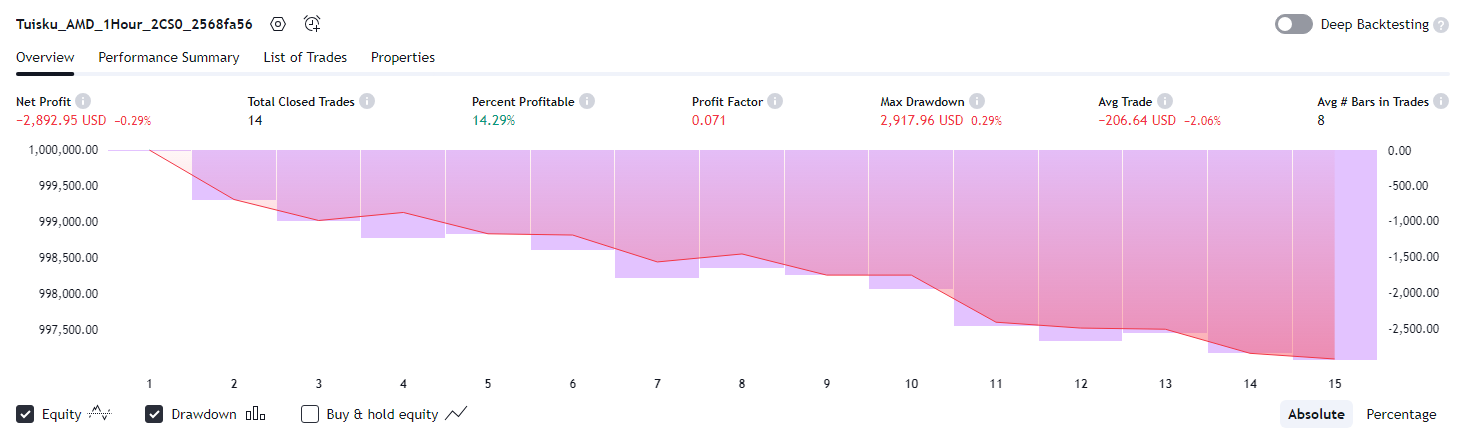 Tuisku_AMD_1Hour_2CS0_2568fa56 Deep Backtesting
Overview Performance Summary List of Trades Properties
Net Profit Total Closed Trades Percent Profitable Profit Factor Max Drawdown Avg Trade Avg # Bars in Trades
−2,892.95 USD −0.29% 14 14.29% 0.071 2,917.96 USD 0.29% −206.64 USD −2.06% 8
1,000,000.00 0.00
999,500.00 -500.00
999,000.00 -1,000.00
998,500.00 -1,500.00
998,000.00 -2,000.00
997,500.00 -2,500.00
1 2 3 4 5 6 7 8 9 10 11 12 13 14 15
Equity Drawdown Buy & hold equity Absolute Percentage